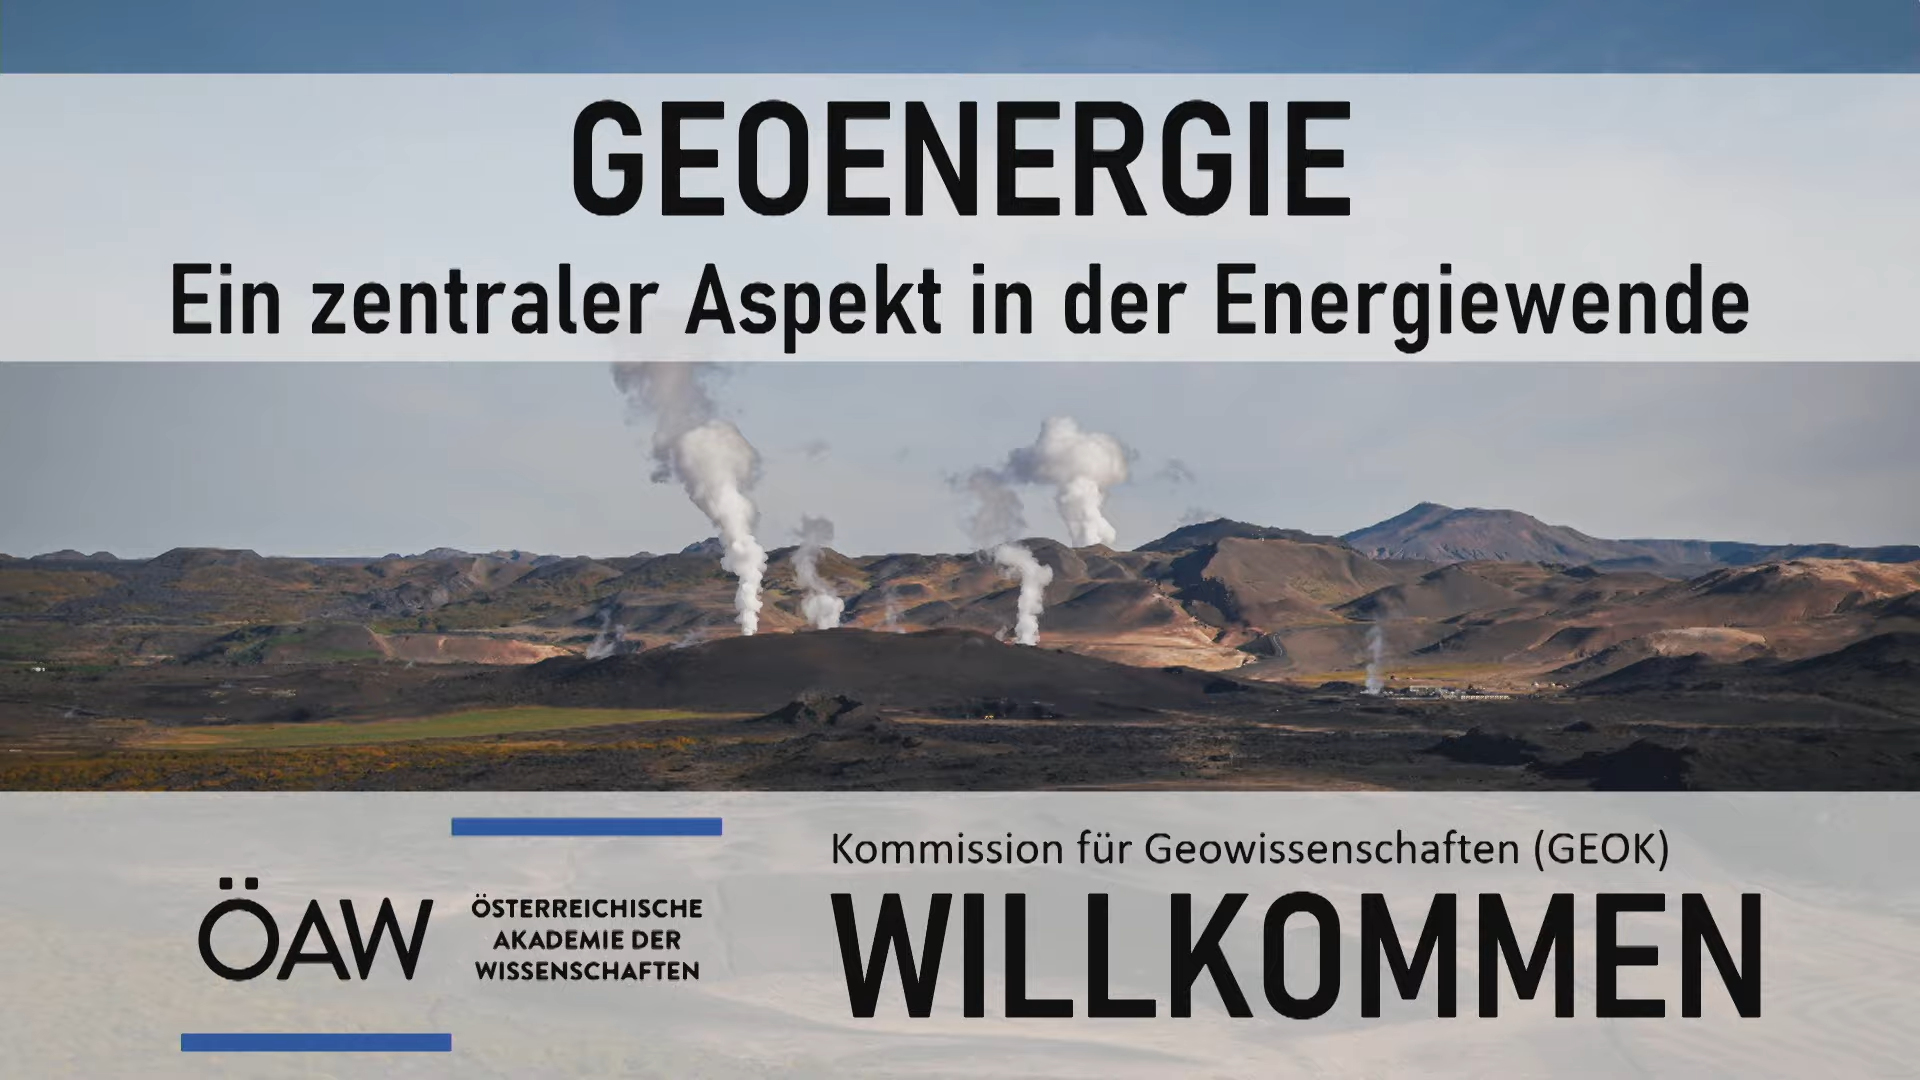 GEOENERGIE
Ein zentraler Aspekt in der Energiewende
Kommission für Geowissenschaften (GEOK)
WILLKOMMEN
ÖAW
ÖSTERREICHISCHE
AKADEMIE DER
WISSENSCHAFTEN